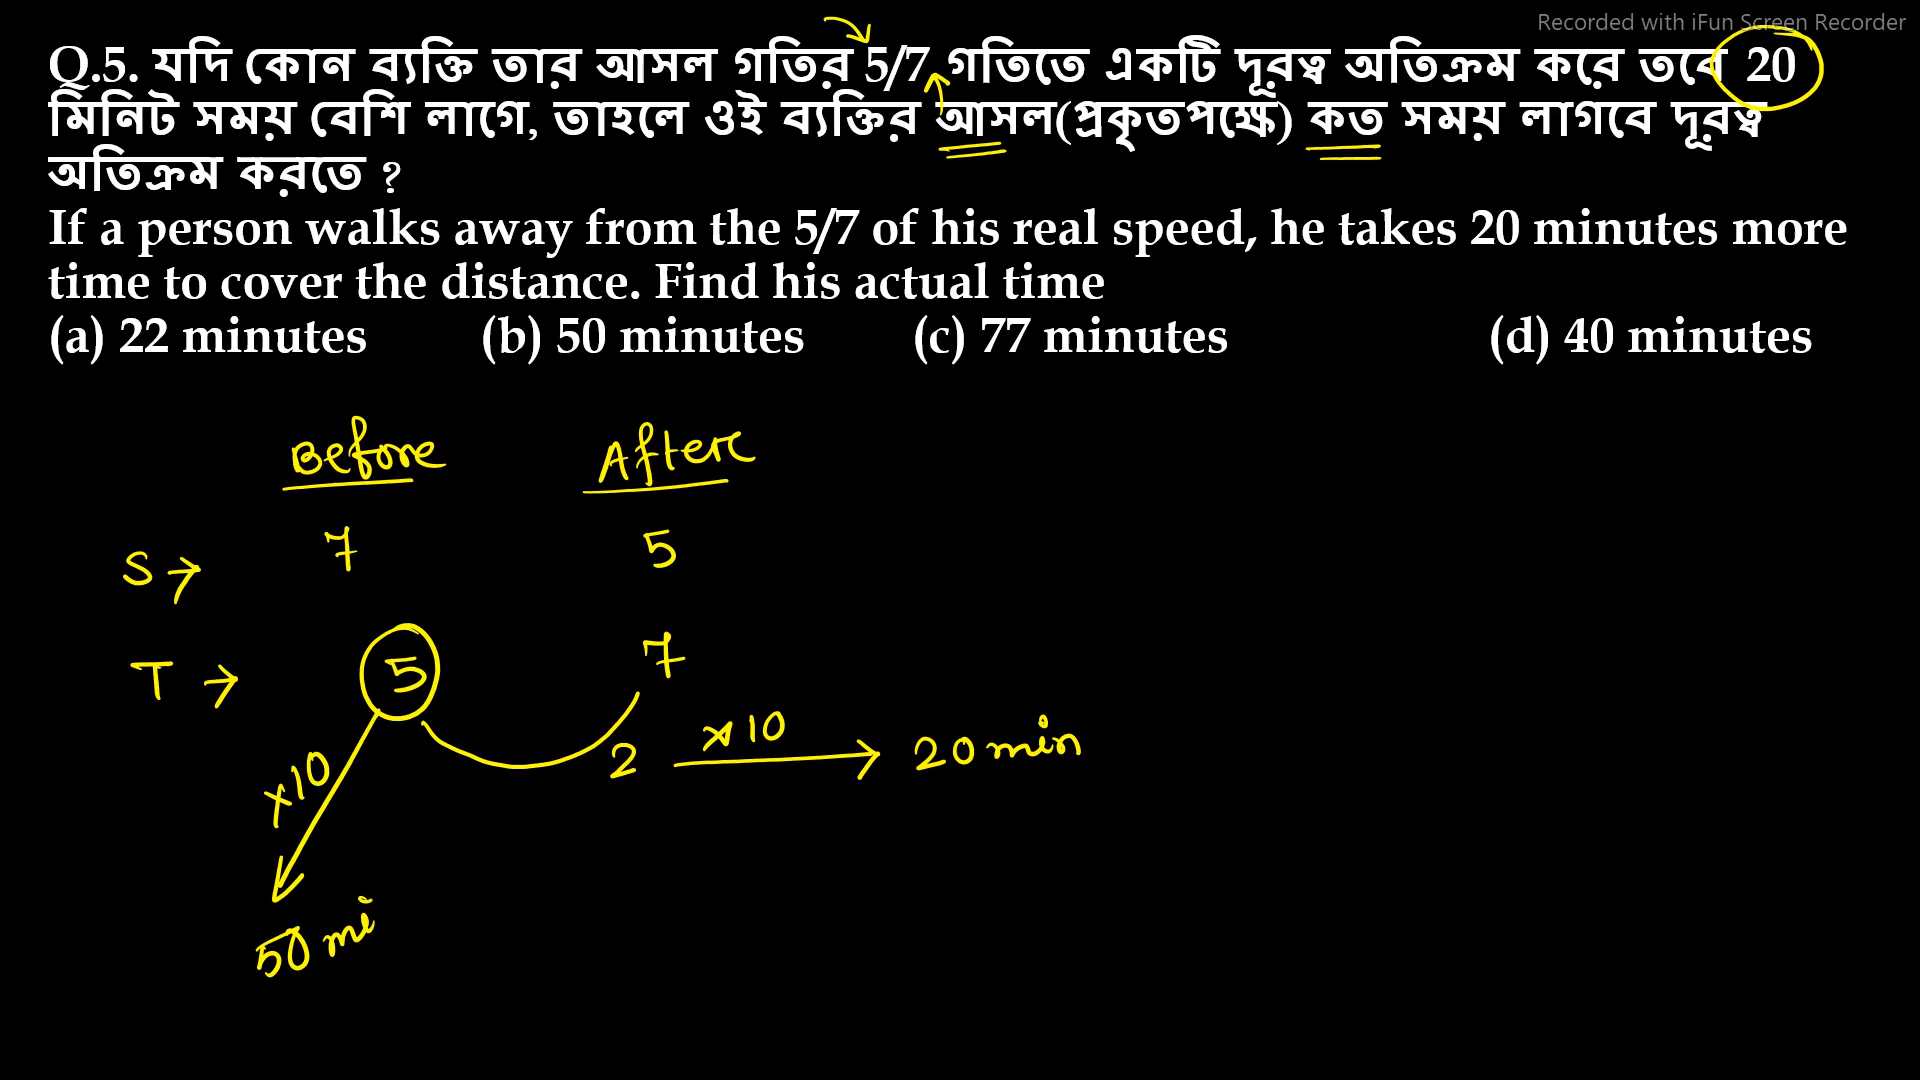 Recorded with iFun Screen Recorder
Q.5. যদি কোন ব্যক্তি তার আসল গতির 5/7 গতিতে একটি দূরত্ব অতিক্রম করে তবে 20
মিনিট সময় বেশি লাগে, তাহলে ওই ব্যক্তির আসল(প্রকৃতপক্ষে) কত সময় লাগবে দূরত্ব
অতিক্রম করতে ?
If a person walks away from the 5/7 of his real speed, he takes 20 minutes more
time to cover the distance. Find his actual time
(a) 22 minutes (b) 50 minutes (c) 77 minutes (d) 40 minutes
Before After
S → 7 5
T → 5 7
2 ×10 → 20 min
×10
50 mi